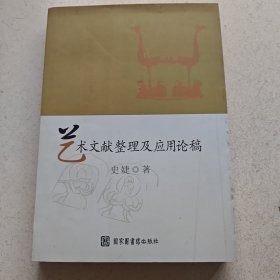 艺术文献整理及应用论稿
史婕○著
国家图书馆出版社